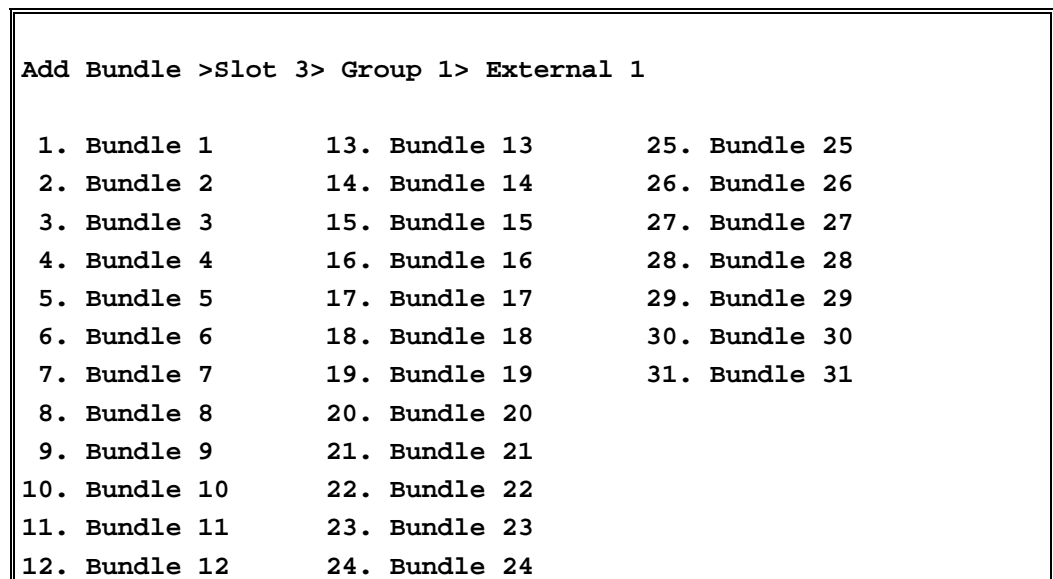 Add Bundle >Slot 3> Group 1> External 1
1. Bundle 1 13. Bundle 13 25. Bundle 25
2. Bundle 2 14. Bundle 14 26. Bundle 26
3. Bundle 3 15. Bundle 15 27. Bundle 27
4. Bundle 4 16. Bundle 16 28. Bundle 28
5. Bundle 5 17. Bundle 17 29. Bundle 29
6. Bundle 6 18. Bundle 18 30. Bundle 30
7. Bundle 7 19. Bundle 19 31. Bundle 31
8. Bundle 8 20. Bundle 20
9. Bundle 9 21. Bundle 21
10. Bundle 10 22. Bundle 22
11. Bundle 11 23. Bundle 23
12. Bundle 12 24. Bundle 24